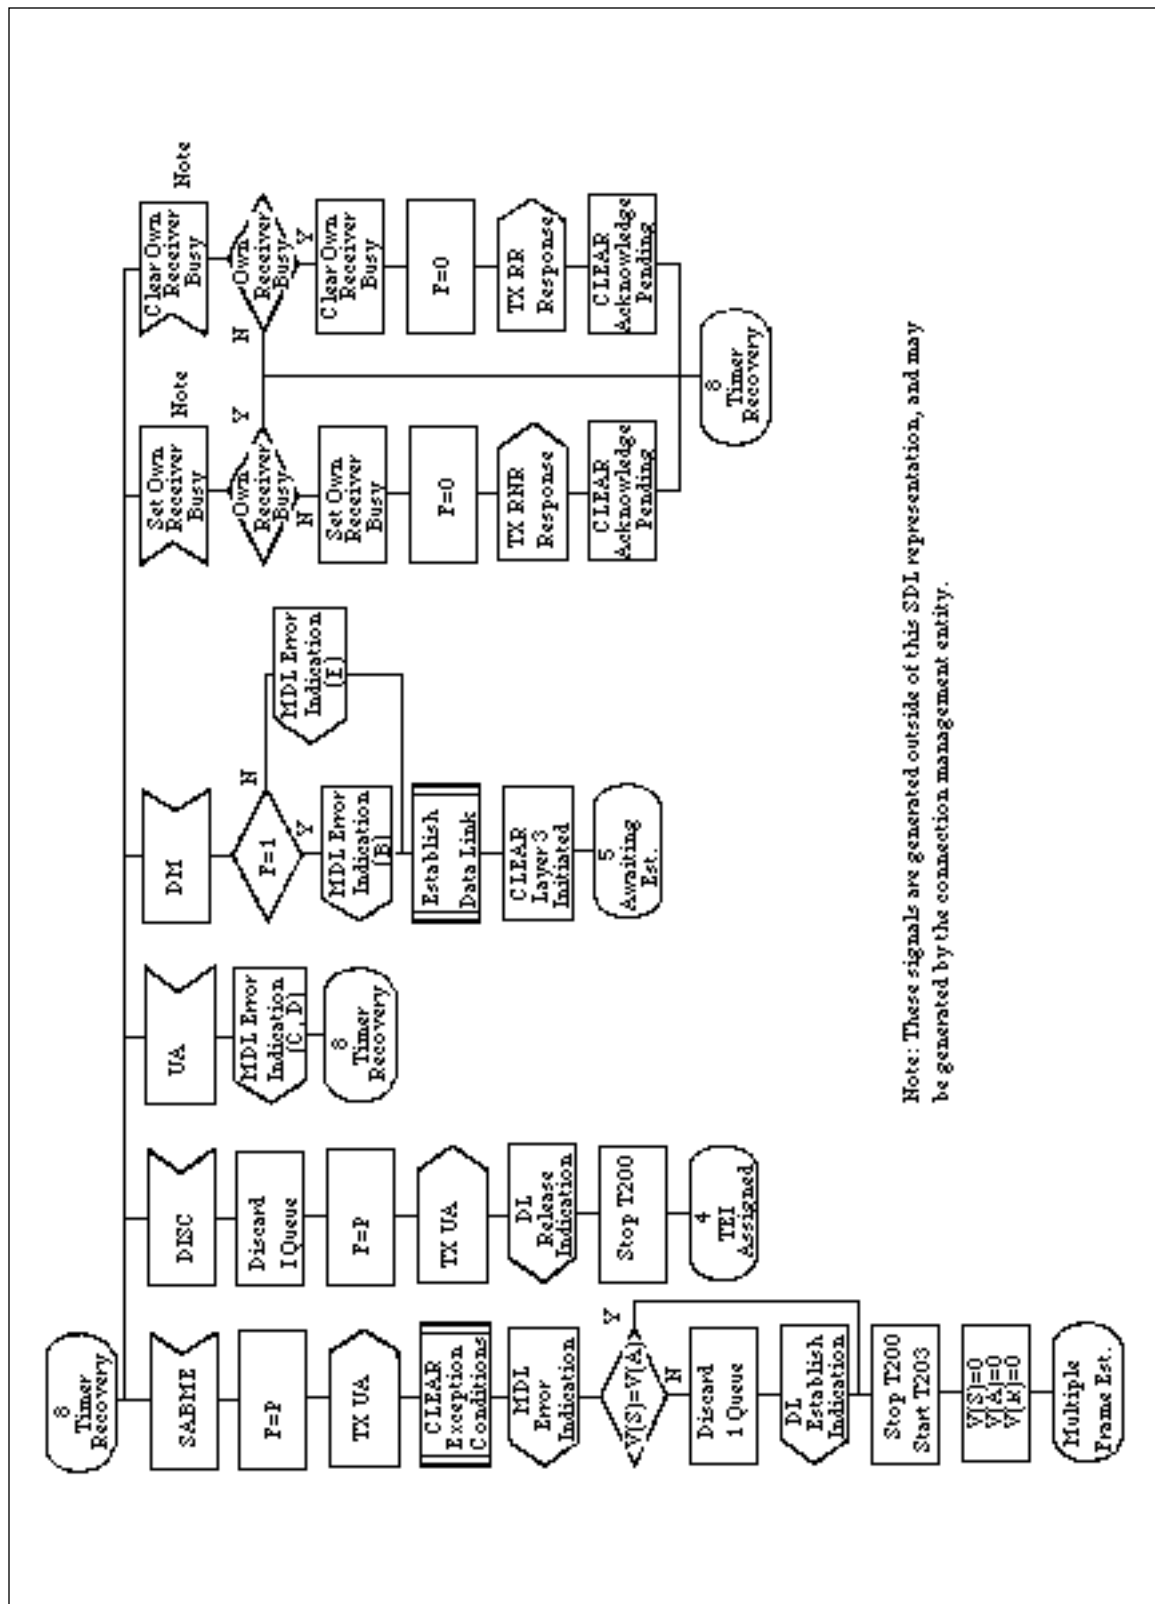 8
Timer
Recovery
SABME
F=P
TX UA
CLEAR
Exception
Conditions
MDL
Error
Indication
V(S)=V(A)
Y
N
Discard
1 Queue
DL
Establish
Indication
Stop T200
Start T203
V(S)=0
V(A)=0
V(R)=0
Multiple
Frame Est.
DISC
Discard
I Queue
F=P
TX UA
DL
Release
Indication
Stop T200
4
TEI
Assigned
UA
MDL Error
Indication
(C,D)
8
Timer
Recovery
DM
F=1
N
Y
MDL Error
Indication
(B)
MDL Error
Indication
(E)
Establish
Data Link
CLEAR
Layer 3
Initiated
5
Awaiting
Est.
Set Own
Receiver
Busy
Note
Own
Receiver
Busy
Y
N
Set Own
Receiver
Busy
F=0
TX RNR
Response
CLEAR
Acknowledge
Pending
Clear Own
Receiver
Busy
Note
Own
Receiver
Busy
N
Y
Clear Own
Receiver
Busy
F=0
TX RR
Response
CLEAR
Acknowledge
Pending
8
Timer
Recovery
Note: These signals are generated outside of this SDL representation, and may
be generated by the connection management entity.